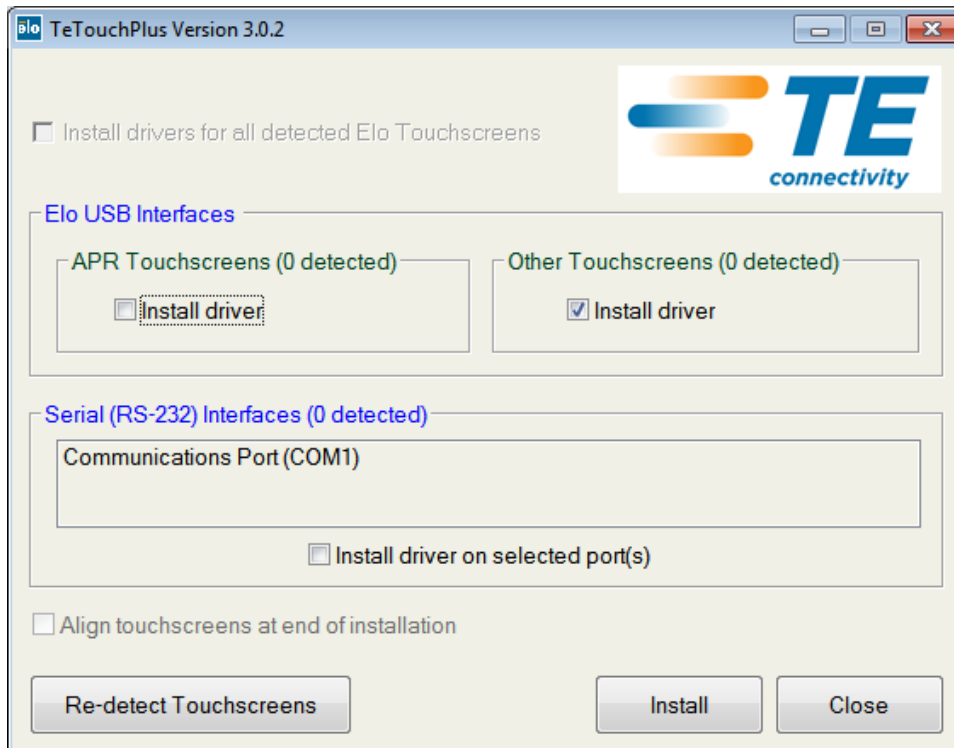 elo TeTouchPlus Version 3.0.2
Install drivers for all detected Elo Touchscreens
TE
connectivity
Elo USB Interfaces
APR Touchscreens (0 detected)
Other Touchscreens (0 detected)
Install driver
Install driver
Serial (RS-232) Interfaces (0 detected)
Communications Port (COM1)
Install driver on selected port(s)
Align touchscreens at end of installation
Re-detect Touchscreens
Install
Close